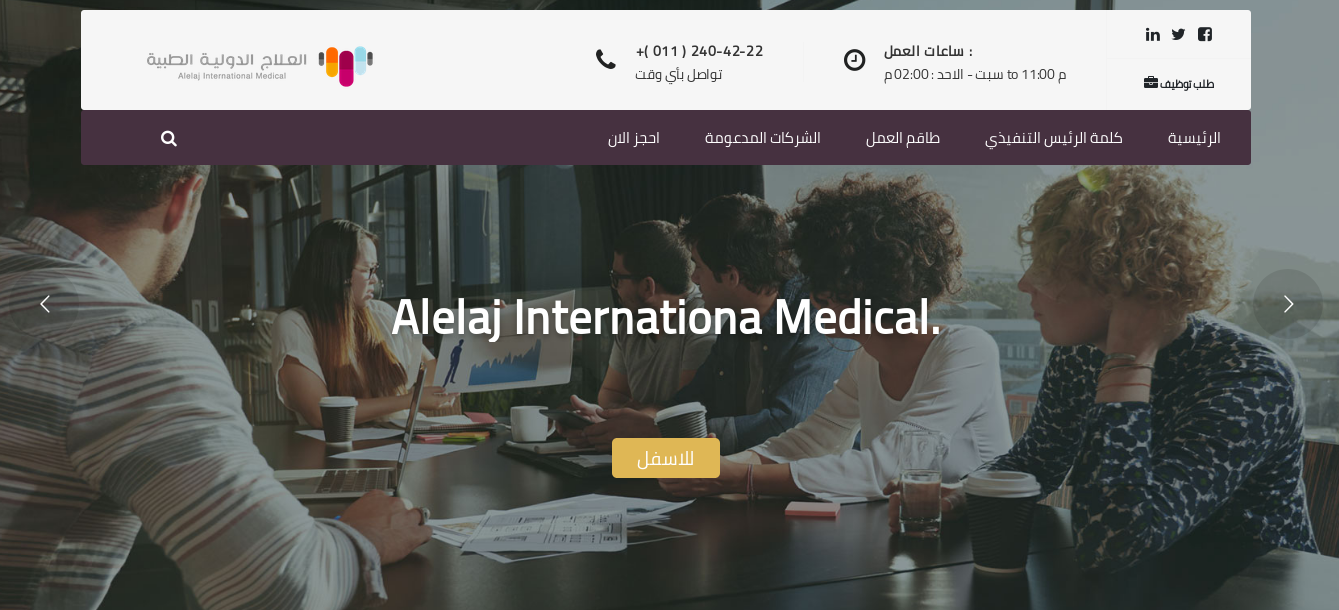 العلاج الدولية الطبية
Alelaj International Medical
+( 011 ) 240-42-22
تواصل بأي وقت
ساعات العمل :
سبت - الاحد : 02:00 م to 11:00 م
طلب توظيف
الرئيسية
كلمة الرئيس التنفيذي
طاقم العمل
الشركات المدعومة
احجز الان
Alelaj Internationa Medical.
للاسفل